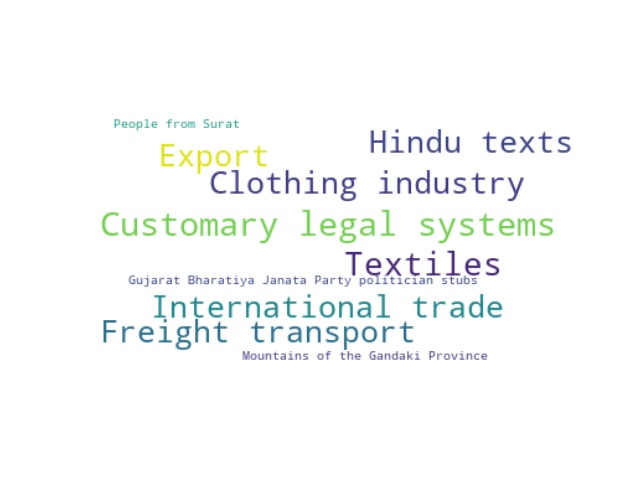 People from Surat
Hindu texts
Export
Clothing industry
Customary legal systems
Textiles
Gujarat Bharatiya Janata Party politician stubs
International trade
Freight transport
Mountains of the Gandaki Province